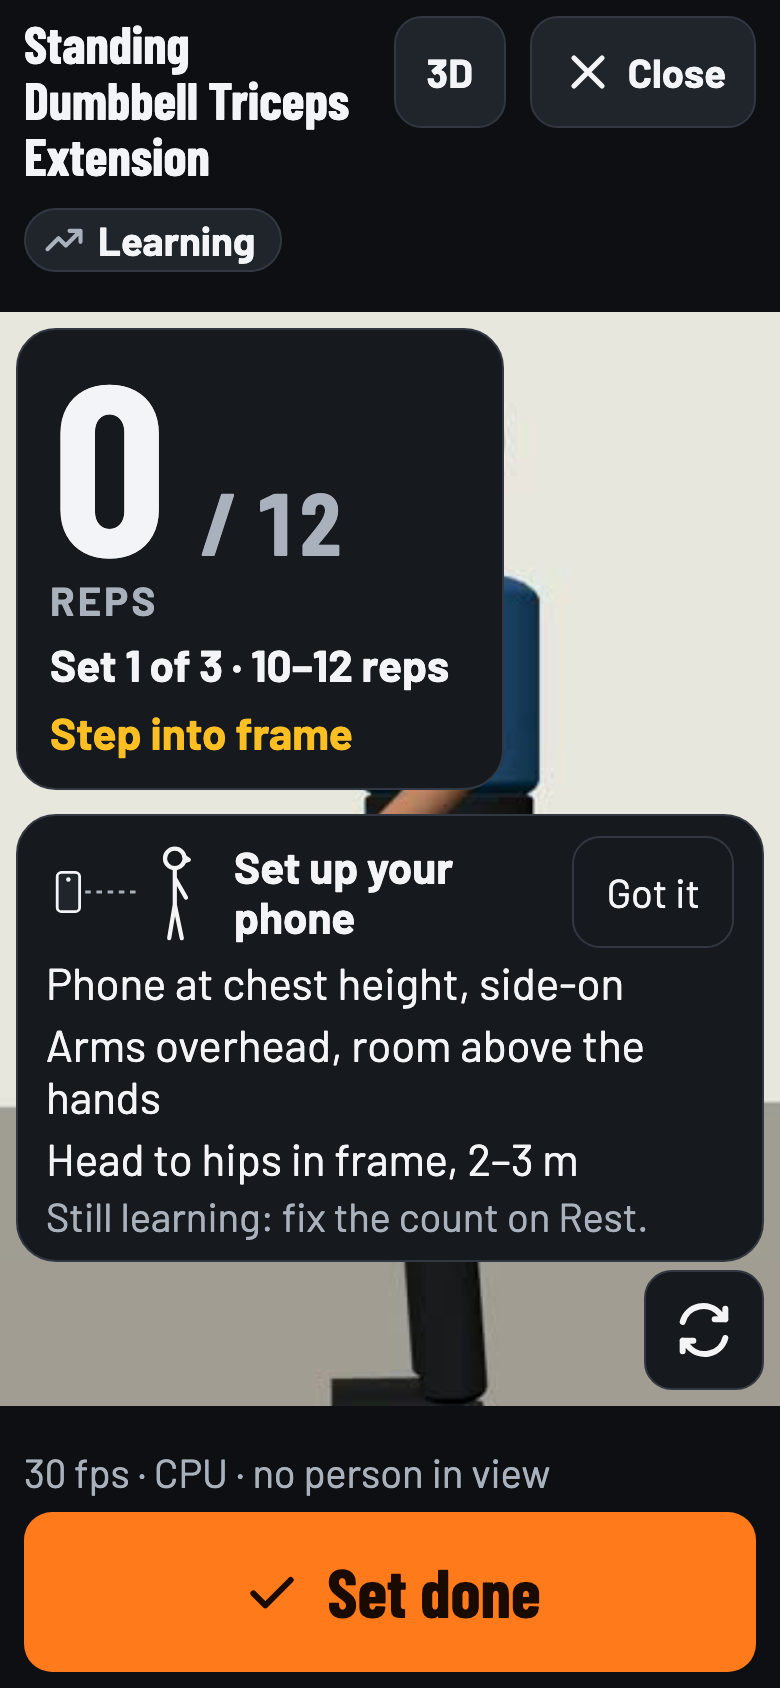 Standing
Dumbbell Triceps
Extension
3D
Close
Learning
0 / 12
REPS
Set 1 of 3 · 10–12 reps
Step into frame
Set up your
phone
Got it
Phone at chest height, side-on
Arms overhead, room above the
hands
Head to hips in frame, 2–3 m
Still learning: fix the count on Rest.
30 fps · CPU · no person in view
Set done